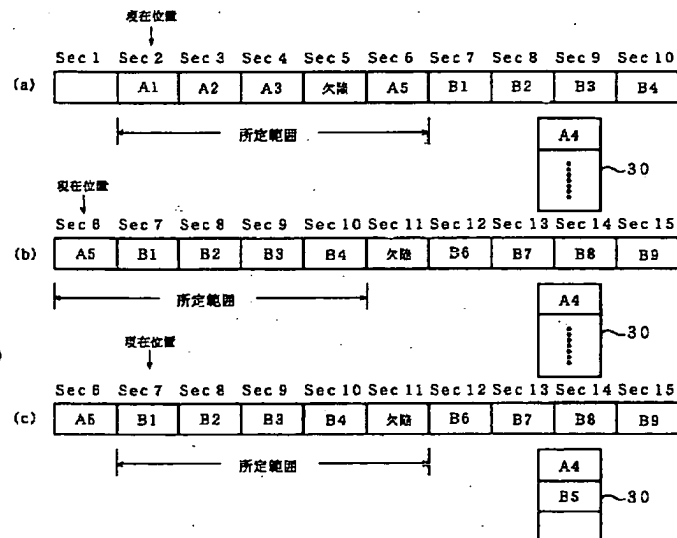 現在位置
Sec 1 Sec 2 Sec 3 Sec 4 Sec 5 Sec 6 Sec 7 Sec 8 Sec 9 Sec 10
(a) A1 A2 A3 欠陥 A5 B1 B2 B3 B4
所定範囲
A4
30
現在位置
Sec 6 Sec 7 Sec 8 Sec 9 Sec 10 Sec 11 Sec 12 Sec 13 Sec 14 Sec 15
(b) A5 B1 B2 B3 B4 欠陥 B6 B7 B8 B9
所定範囲
A4
30
現在位置
Sec 6 Sec 7 Sec 8 Sec 9 Sec 10 Sec 11 Sec 12 Sec 13 Sec 14 Sec 15
(c) A5 B1 B2 B3 B4 欠陥 B6 B7 B8 B9
所定範囲
A4
B5 30